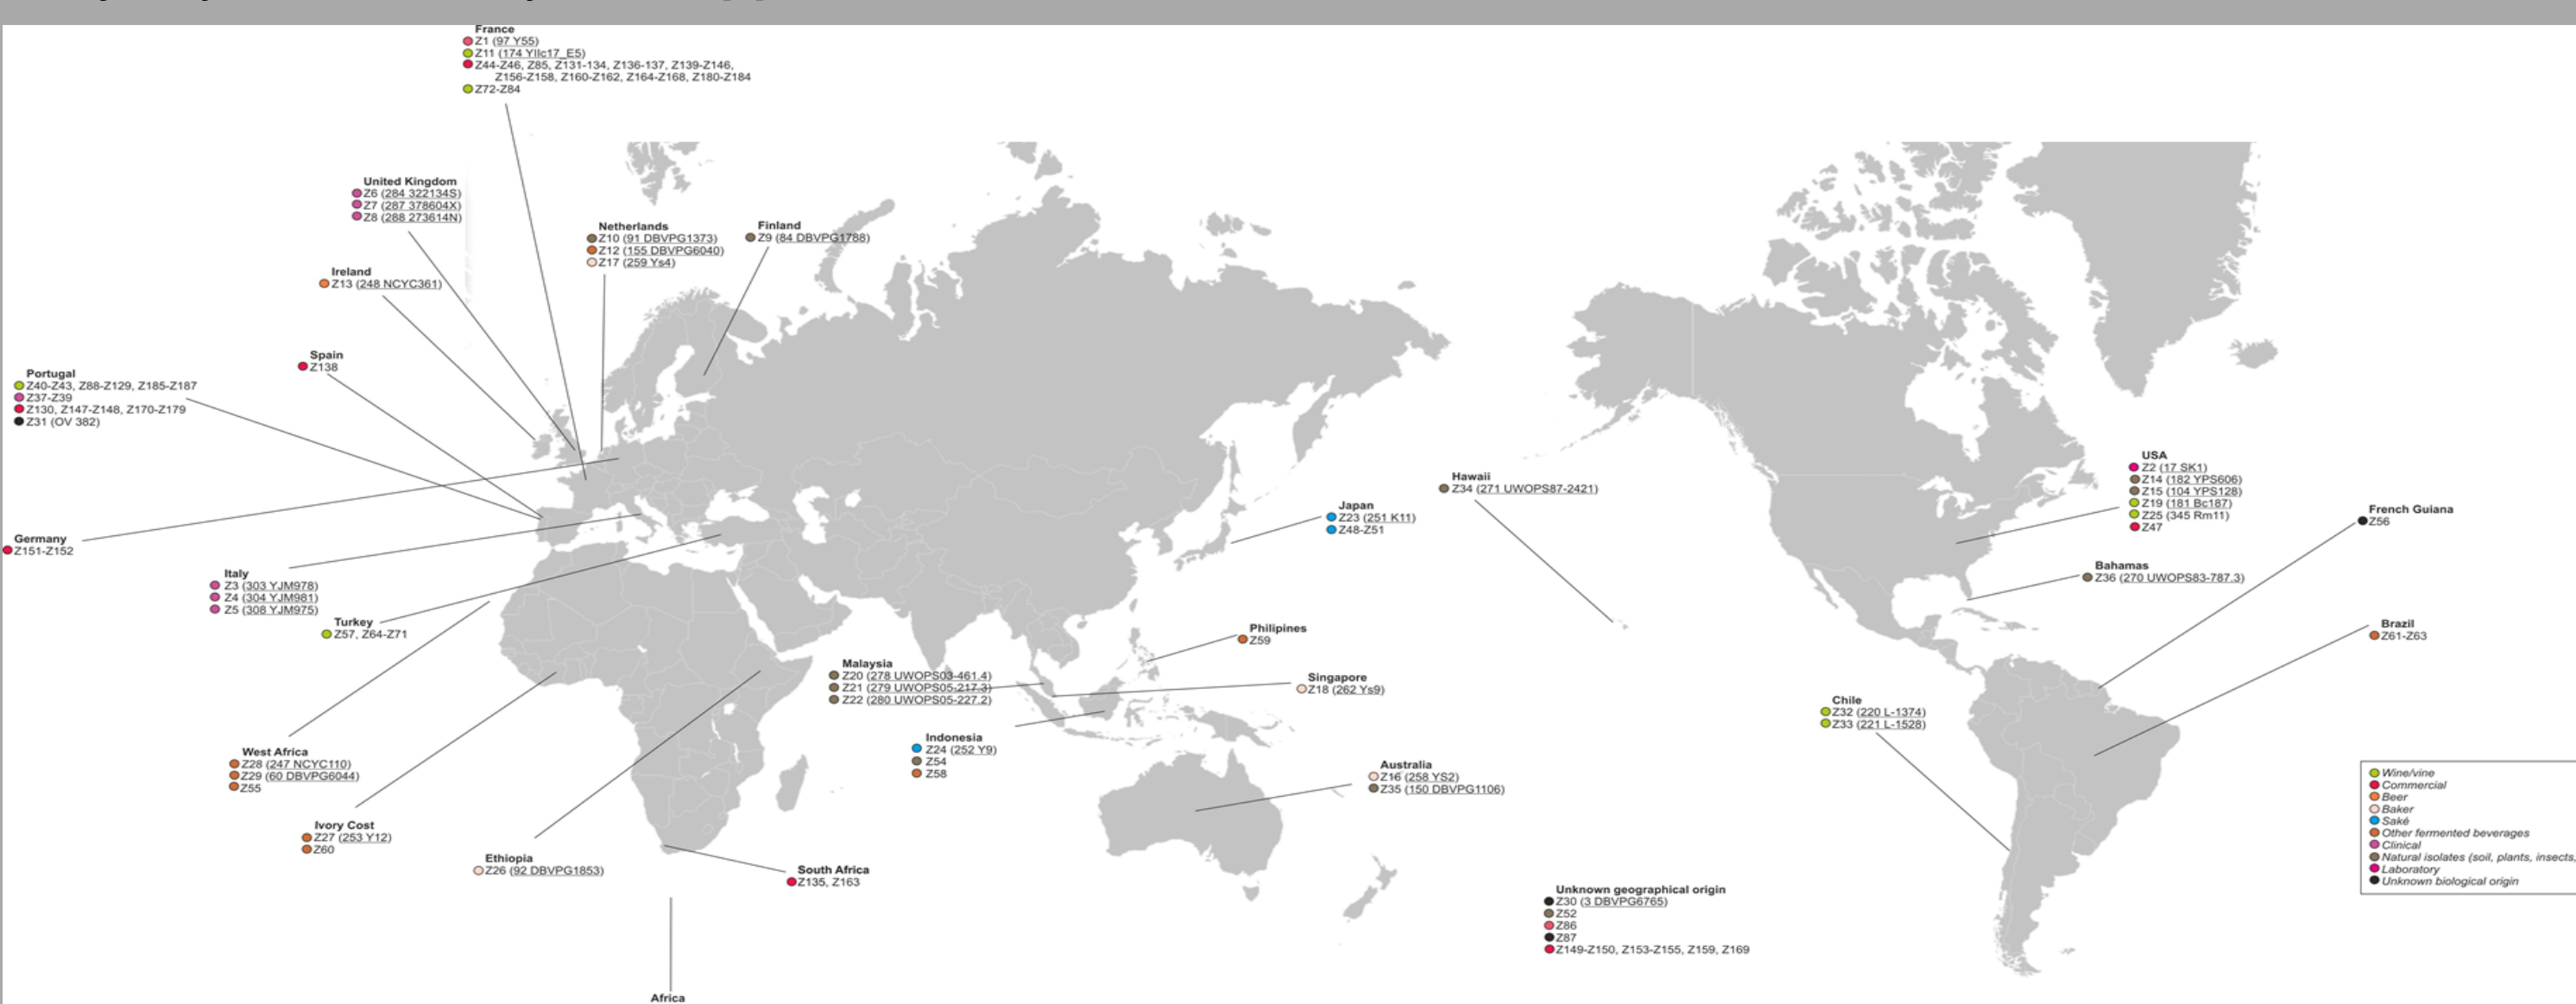 France
Z1 (97 Y55)
Z11 (174 YIIc17_E5)
Z44-Z46, Z85, Z131-134, Z136-137, Z139-Z146,
Z156-Z158, Z160-Z162, Z164-Z168, Z180-Z184
Z72-Z84
United Kingdom
Z6 (284 322134S)
Z7 (287 378604X)
Z8 (288 273614N)
Netherlands
Z10 (91 DBVPG1373)
Z12 (155 DBVPG6040)
Z17 (259 Ys4)
Finland
Z9 (84 DBVPG1788)
Ireland
Z13 (248 NCYC361)
Spain
Z138
Portugal
Z40-Z43, Z88-Z129, Z185-Z187
Z37-Z39
Z130, Z147-Z148, Z170-Z179
Z31 (OV 382)
Germany
Z151-Z152
Italy
Z3 (303 YJM978)
Z4 (304 YJM981)
Z5 (308 YJM975)
Turkey
Z57, Z64-Z71
West Africa
Z28 (247 NCYC110)
Z29 (60 DBVPG6044)
Z55
Ivory Cost
Z27 (253 Y12)
Z60
Ethiopia
Z26 (92 DBVPG1853)
South Africa
Z135, Z163
Africa
Malaysia
Z20 (278 UWOPS03-461.4)
Z21 (279 UWOPS05-217.3)
Z22 (280 UWOPS05-227.2)
Indonesia
Z24 (252 Y9)
Z54
Z58
Japan
Z23 (251 K11)
Z48-Z51
Philipines
Z59
Singapore
Z18 (262 Ys9)
Australia
Z16 (258 YS2)
Z35 (150 DBVPG1106)
Hawaii
Z34 (271 UWOPS87-2421)
Unknown geographical origin
Z30 (3 DBVPG6765)
Z52
Z86
Z87
Z149-Z150, Z153-Z155, Z159, Z169
USA
Z2 (17 SK1)
Z14 (182 YPS606)
Z15 (104 YPS128)
Z19 (181 Bc187)
Z25 (345 Rm11)
Z47
Bahamas
Z36 (270 UWOPS83-787.3)
French Guiana
Z56
Brazil
Z61-Z63
Chile
Z32 (220 L-1374)
Z33 (221 L-1528)
Wine/vine
Commercial
Beer
Baker
Saké
Other fermented beverages
Clinical
Natural isolates (soil, plants, insects,
Laboratory
Unknown biological origin